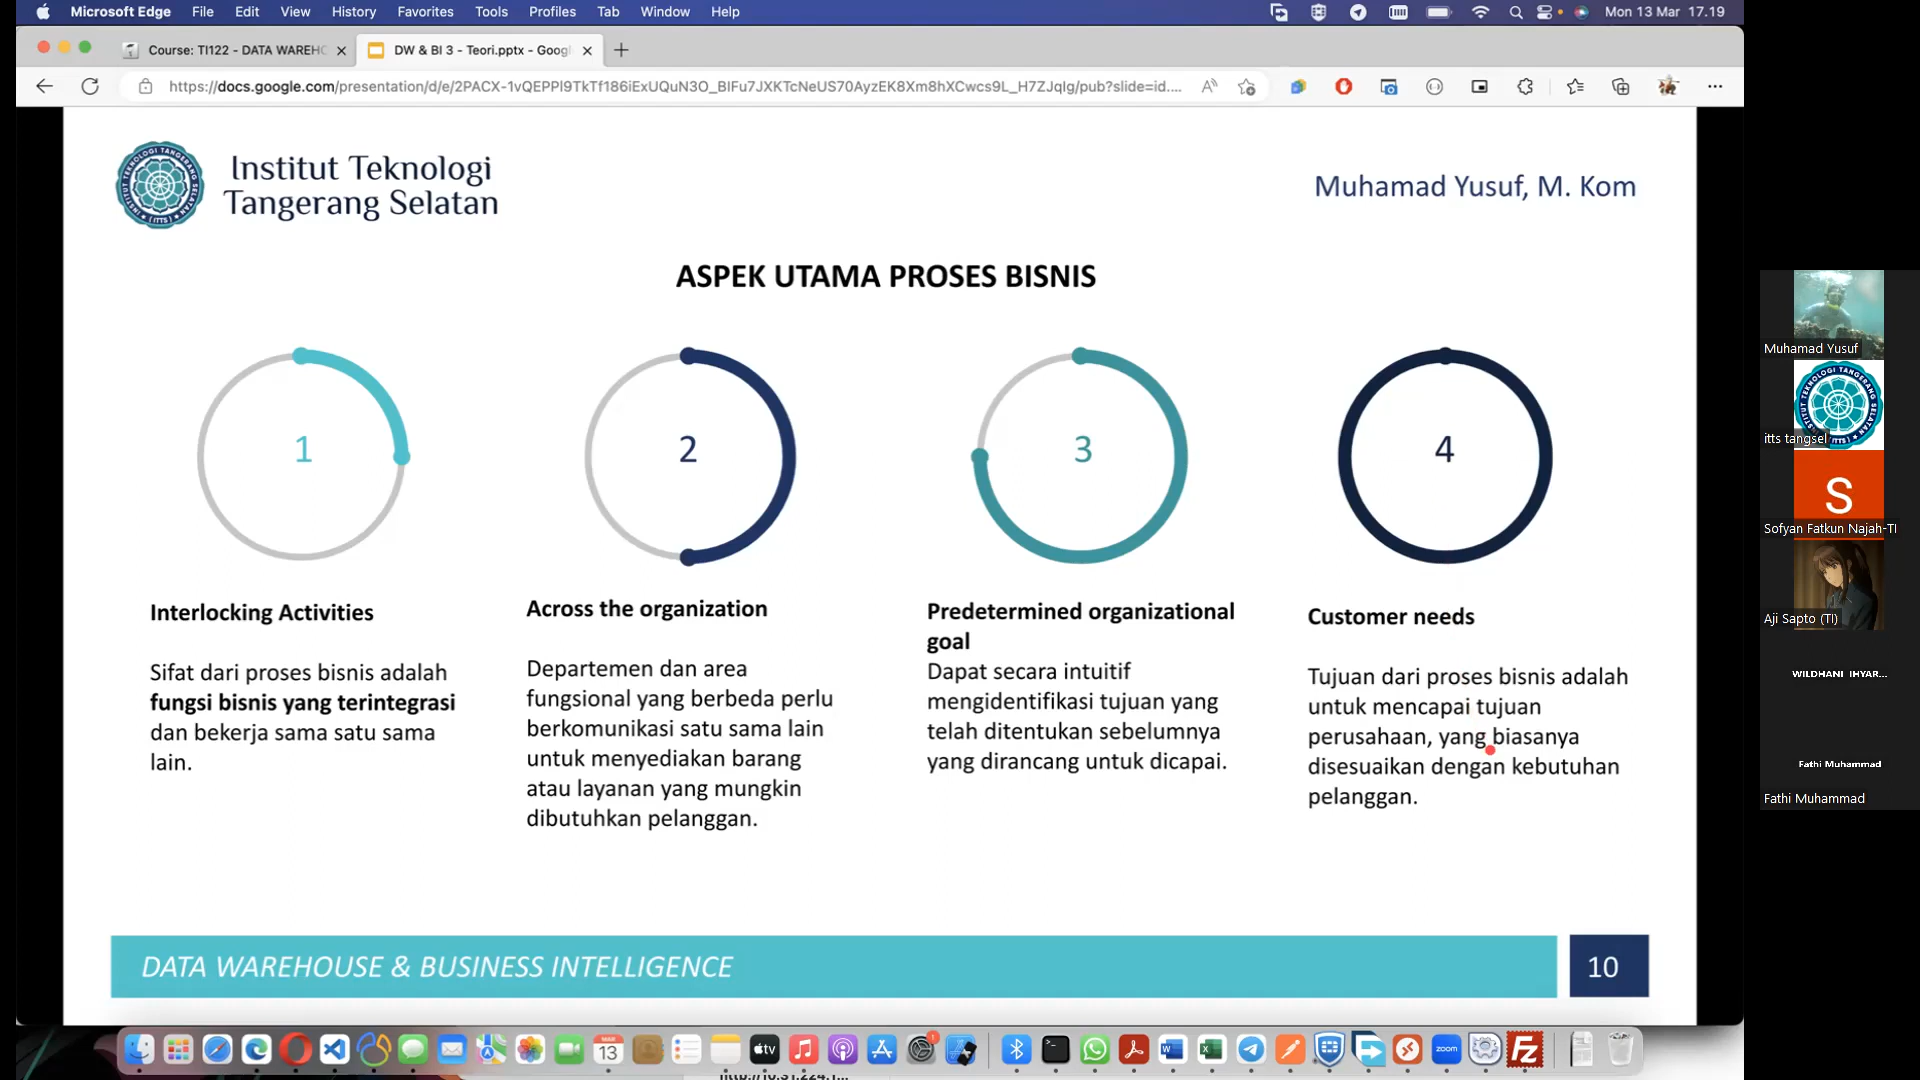 Microsoft Edge File Edit View History Favorites Tools Profiles Tab Window Help Mon 13 Mar 17.19
Course: TI122 - DATA WAREHO
DW & BI 3 - Teori.pptx - Goog
https://docs.google.com/presentation/d/e/2PACX-1vQEPPl9TkTf186iExUQuN3O_BIFu7JXKTcNeUS70AyzEK8Xm8hXCwcs9L_H7ZJqIg/pub?slide=id....
Institut Teknologi
Tangerang Selatan
Muhamad Yusuf, M. Kom
ASPEK UTAMA PROSES BISNIS
1
2
3
4
Interlocking Activities
Sifat dari proses bisnis adalah
fungsi bisnis yang terintegrasi
dan bekerja sama satu sama
lain.
Across the organization
Departemen dan area
fungsional yang berbeda perlu
berkomunikasi satu sama lain
untuk menyediakan barang
atau layanan yang mungkin
dibutuhkan pelanggan.
Predetermined organizational
goal
Dapat secara intuitif
mengidentifikasi tujuan yang
telah ditentukan sebelumnya
yang dirancang untuk dicapai.
Customer needs
Tujuan dari proses bisnis adalah
untuk mencapai tujuan
perusahaan, yang biasanya
disesuaikan dengan kebutuhan
pelanggan.
DATA WAREHOUSE & BUSINESS INTELLIGENCE
10
Muhamad Yusuf
itts tangsel
S
Sofyan Fatkun Najah-TI
Aji Sapto (TI)
WILDHANI IHYAR...
Fathi Muhammad
Fathi Muhammad
MAR
13
tv
zoom